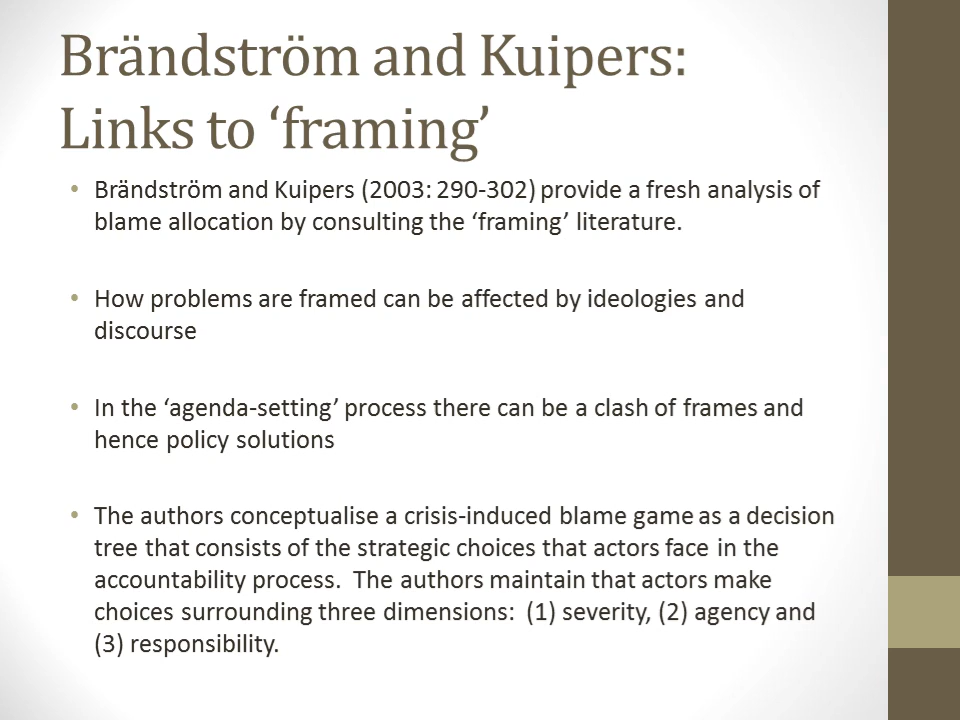 Brändström and Kuipers:
Links to ‘framing’
• Brändström and Kuipers (2003: 290-302) provide a fresh analysis of
blame allocation by consulting the ‘framing’ literature.
• How problems are framed can be affected by ideologies and
discourse
• In the ‘agenda-setting’ process there can be a clash of frames and
hence policy solutions
• The authors conceptualise a crisis-induced blame game as a decision
tree that consists of the strategic choices that actors face in the
accountability process.  The authors maintain that actors make
choices surrounding three dimensions:  (1) severity, (2) agency and
(3) responsibility.